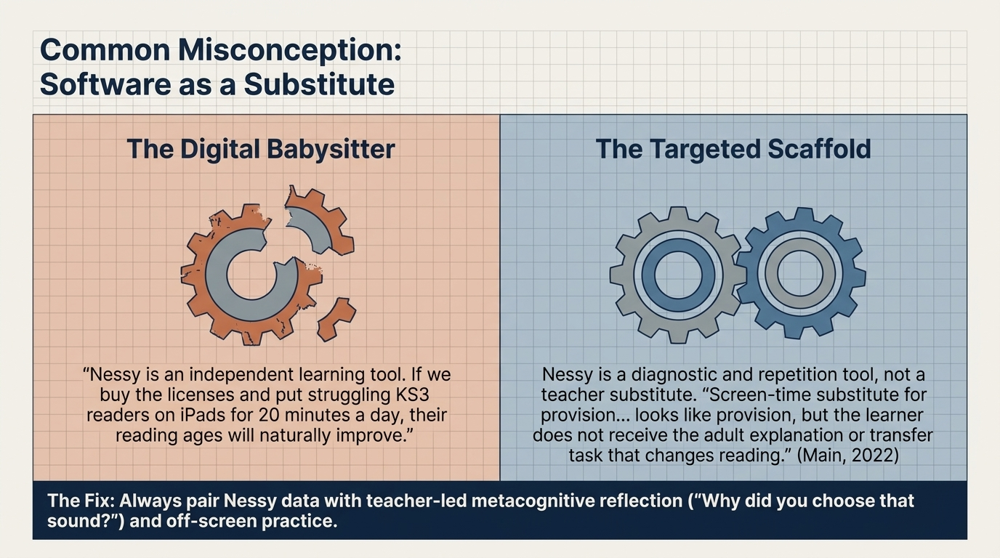 Common Misconception:
Software as a Substitute
The Digital Babysitter
“Nessy is an independent learning tool. If we
buy the licenses and put struggling KS3
readers on iPads for 20 minutes a day, their
reading ages will naturally improve.”
The Targeted Scaffold
Nessy is a diagnostic and repetition tool, not a
teacher substitute. “Screen-time substitute for
provision... looks like provision, but the learner
does not receive the adult explanation or transfer
task that changes reading.” (Main, 2022)
The Fix: Always pair Nessy data with teacher-led metacognitive reflection (“Why did you choose that
sound?”) and off-screen practice.